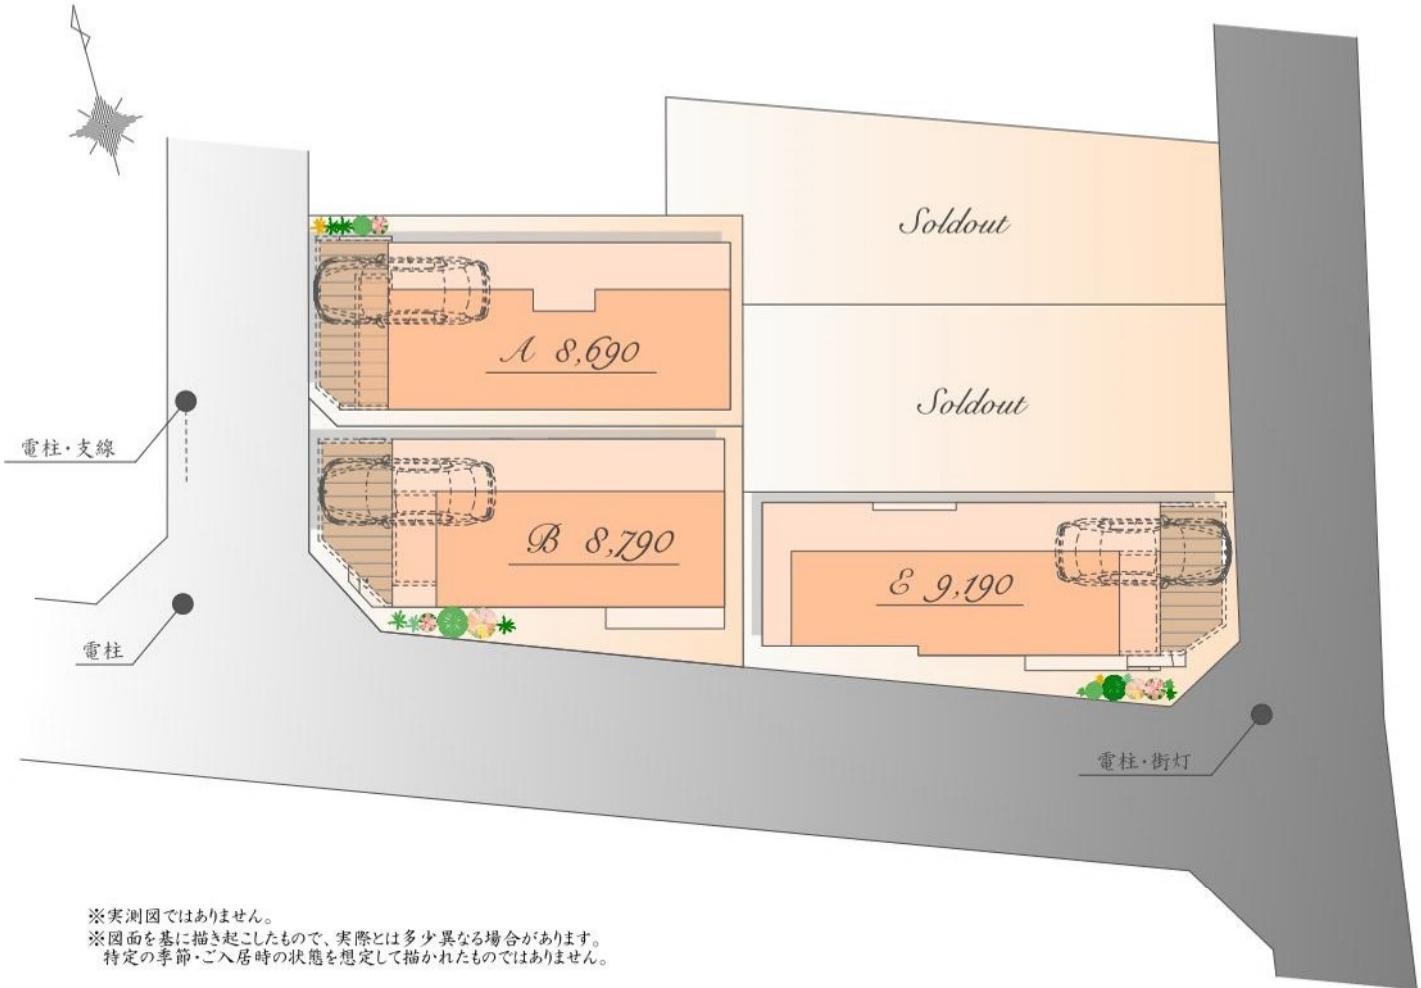 Soldout
A 8,690
Soldout
電柱・支線
B 8,790
E 9,190
電柱
電柱・街灯
※実測図ではありません。
※図面を基に描き起こしたもので、実際とは多少異なる場合があります。
特定の季節・ご入居時の状態を想定して描かれたものではありません。